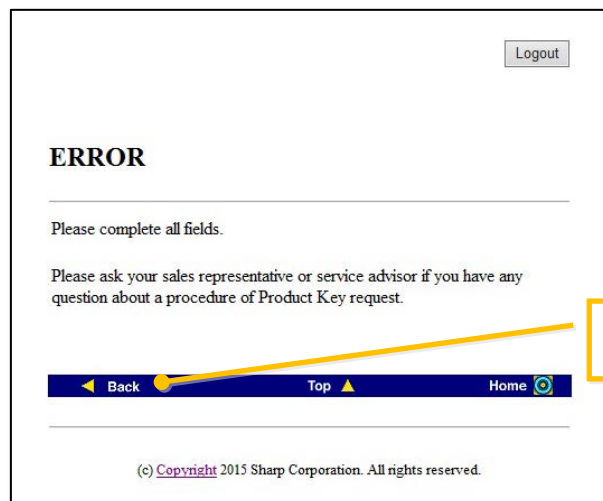 Logout
ERROR
Please complete all fields.
Please ask your sales representative or service advisor if you have any
question about a procedure of Product Key request.
Back Top Home
(c) Copyright 2015 Sharp Corporation. All rights reserved.